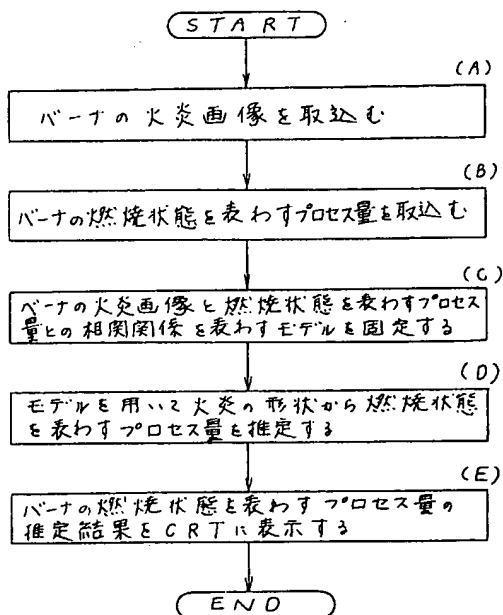 START
(A)
バーナの火炎画像を取込む
(B)
バーナの燃焼状態を表わすプロセス量を取込む
(C)
バーナの火炎画像と燃焼状態を表わすプロセス
量との相関関係を表わすモデルを固定する
(D)
モデルを用いて火炎の形状から燃焼状態
を表わすプロセス量を推定する
(E)
バーナの燃焼状態を表わすプロセス量の
推定結果をCRTに表示する
END